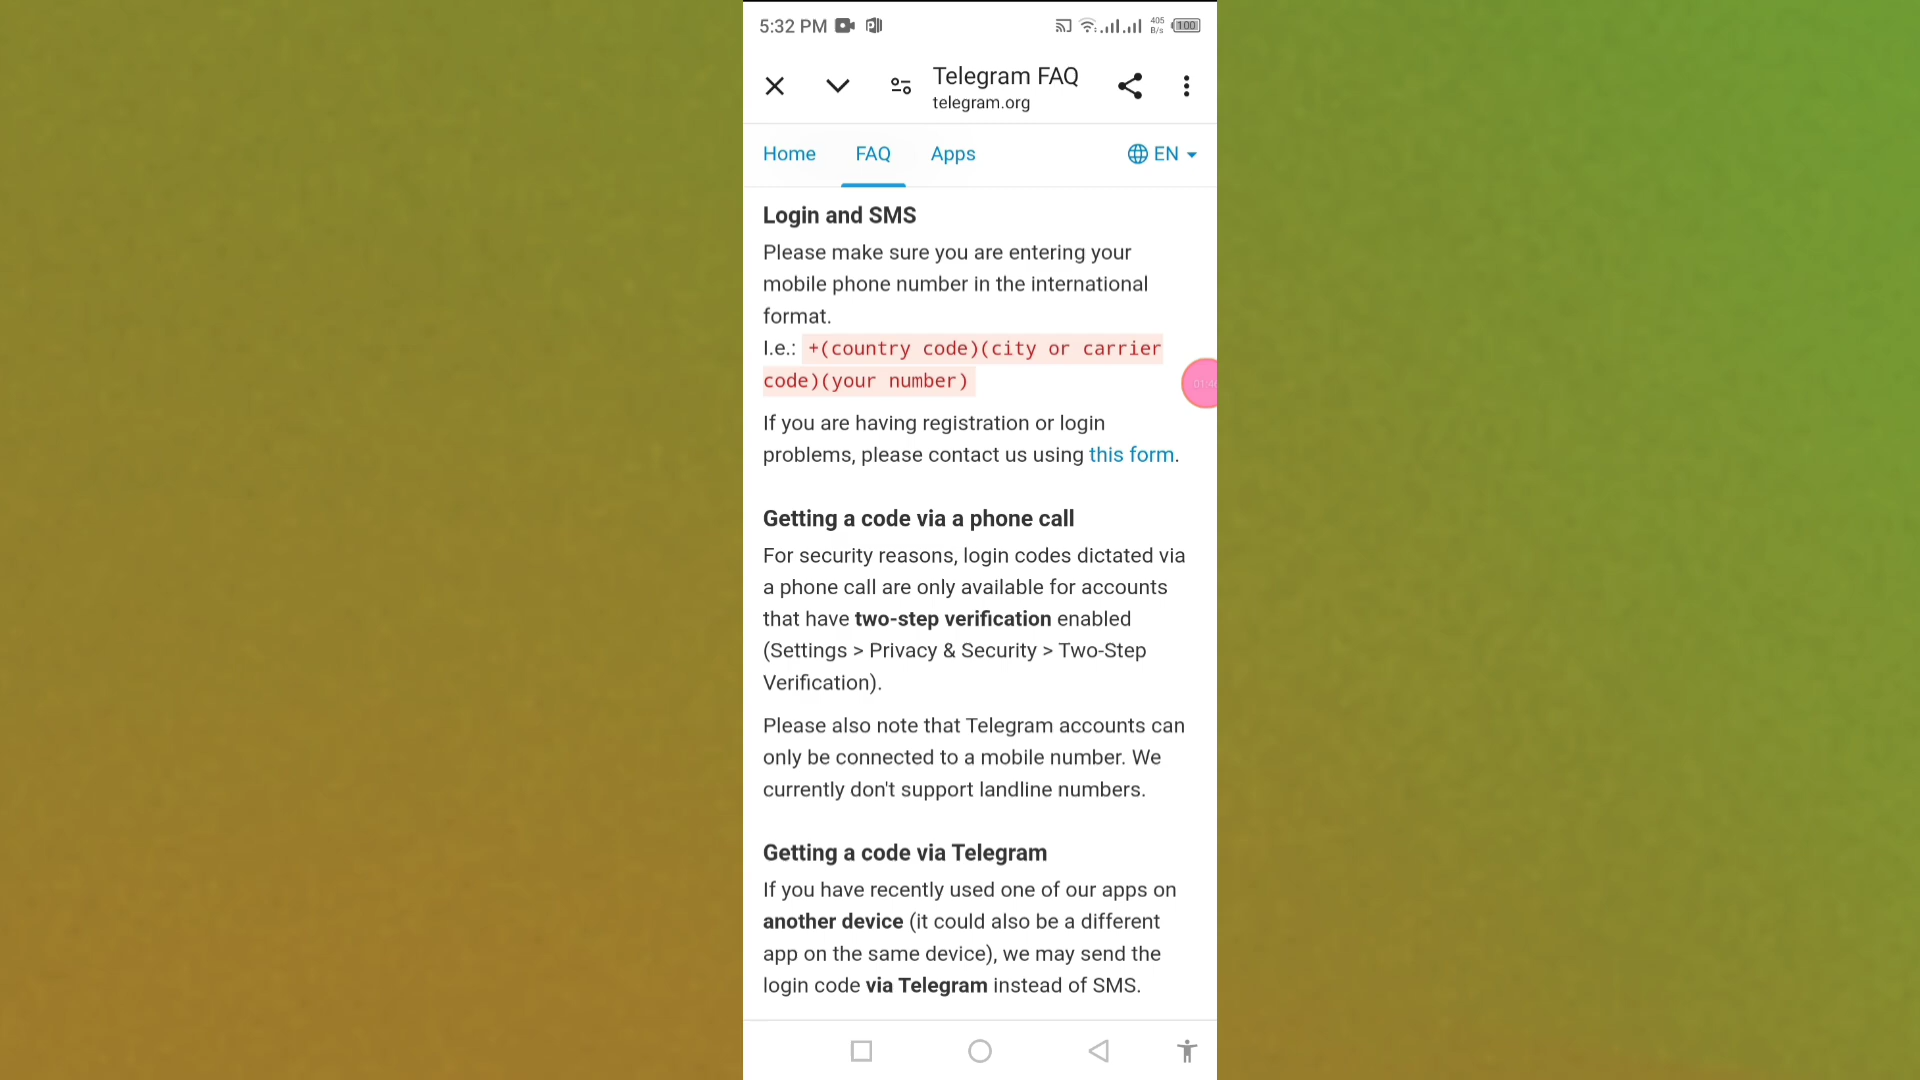 5:32 PM
405
B/s
100
Telegram FAQ
telegram.org
Home FAQ Apps EN
Login and SMS
Please make sure you are entering your
mobile phone number in the international
format.
I.e.: +(country code)(city or carrier
code)(your number)
If you are having registration or login
problems, please contact us using this form.
Getting a code via a phone call
For security reasons, login codes dictated via
a phone call are only available for accounts
that have two-step verification enabled
(Settings > Privacy & Security > Two-Step
Verification).
Please also note that Telegram accounts can
only be connected to a mobile number. We
currently don't support landline numbers.
Getting a code via Telegram
If you have recently used one of our apps on
another device (it could also be a different
app on the same device), we may send the
login code via Telegram instead of SMS.